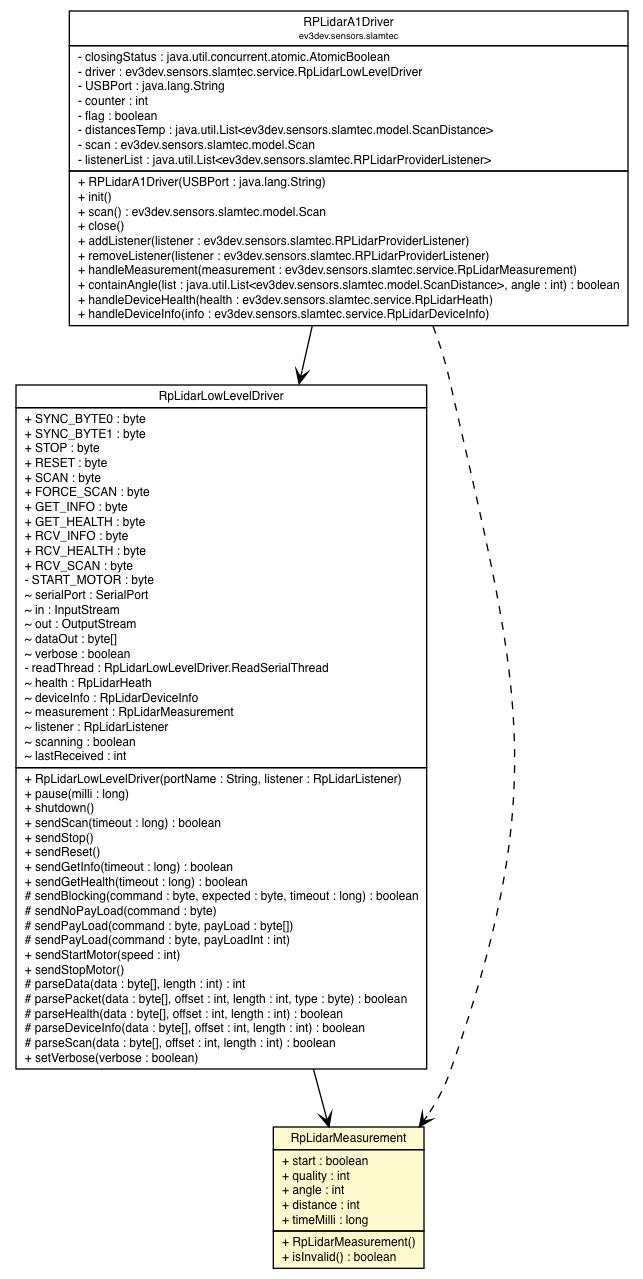 RPLidarA1Driver
ev3dev.sensors.slamtec
- closingStatus : java.util.concurrent.atomic.AtomicBoolean
- driver : ev3dev.sensors.slamtec.service.RpLidarLowLevelDriver
- USBPort : java.lang.String
- counter : int
- flag : boolean
- distancesTemp : java.util.List<ev3dev.sensors.slamtec.model.ScanDistance>
- scan : ev3dev.sensors.slamtec.model.Scan
- listenerList : java.util.List<ev3dev.sensors.slamtec.RPLidarProviderListener>
+ RPLidarA1Driver(USBPort : java.lang.String)
+ init()
+ scan() : ev3dev.sensors.slamtec.model.Scan
+ close()
+ addListener(listener : ev3dev.sensors.slamtec.RPLidarProviderListener)
+ removeListener(listener : ev3dev.sensors.slamtec.RPLidarProviderListener)
+ handleMeasurement(measurement : ev3dev.sensors.slamtec.service.RpLidarMeasurement)
+ containAngle(list : java.util.List<ev3dev.sensors.slamtec.model.ScanDistance>, angle : int) : boolean
+ handleDeviceHealth(health : ev3dev.sensors.slamtec.service.RpLidarHeath)
+ handleDeviceInfo(info : ev3dev.sensors.slamtec.service.RpLidarDeviceInfo)
RpLidarLowLevelDriver
+ SYNC_BYTE0 : byte
+ SYNC_BYTE1 : byte
+ STOP : byte
+ RESET : byte
+ SCAN : byte
+ FORCE_SCAN : byte
+ GET_INFO : byte
+ GET_HEALTH : byte
+ RCV_INFO : byte
+ RCV_HEALTH : byte
+ RCV_SCAN : byte
- START_MOTOR : byte
~ serialPort : SerialPort
~ in : InputStream
~ out : OutputStream
~ dataOut : byte[]
~ verbose : boolean
- readThread : RpLidarLowLevelDriver.ReadSerialThread
~ health : RpLidarHeath
~ deviceInfo : RpLidarDeviceInfo
~ measurement : RpLidarMeasurement
~ listener : RpLidarListener
~ scanning : boolean
~ lastReceived : int
+ RpLidarLowLevelDriver(portName : String, listener : RpLidarListener)
+ pause(milli : long)
+ shutdown()
+ sendScan(timeout : long) : boolean
+ sendStop()
+ sendReset()
+ sendGetInfo(timeout : long) : boolean
+ sendGetHealth(timeout : long) : boolean
# sendBlocking(command : byte, expected : byte, timeout : long) : boolean
# sendNoPayLoad(command : byte)
# sendPayLoad(command : byte, payLoad : byte[])
# sendPayLoad(command : byte, payLoadInt : int)
+ sendStartMotor(speed : int)
+ sendStopMotor()
# parseData(data : byte[], length : int) : int
# parsePacket(data : byte[], offset : int, length : int, type : byte) : boolean
# parseHealth(data : byte[], offset : int, length : int) : boolean
# parseDeviceInfo(data : byte[], offset : int, length : int) : boolean
# parseScan(data : byte[], offset : int, length : int) : boolean
+ setVerbose(verbose : boolean)
RpLidarMeasurement
+ start : boolean
+ quality : int
+ angle : int
+ distance : int
+ timeMilli : long
+ RpLidarMeasurement()
+ isInvalid() : boolean